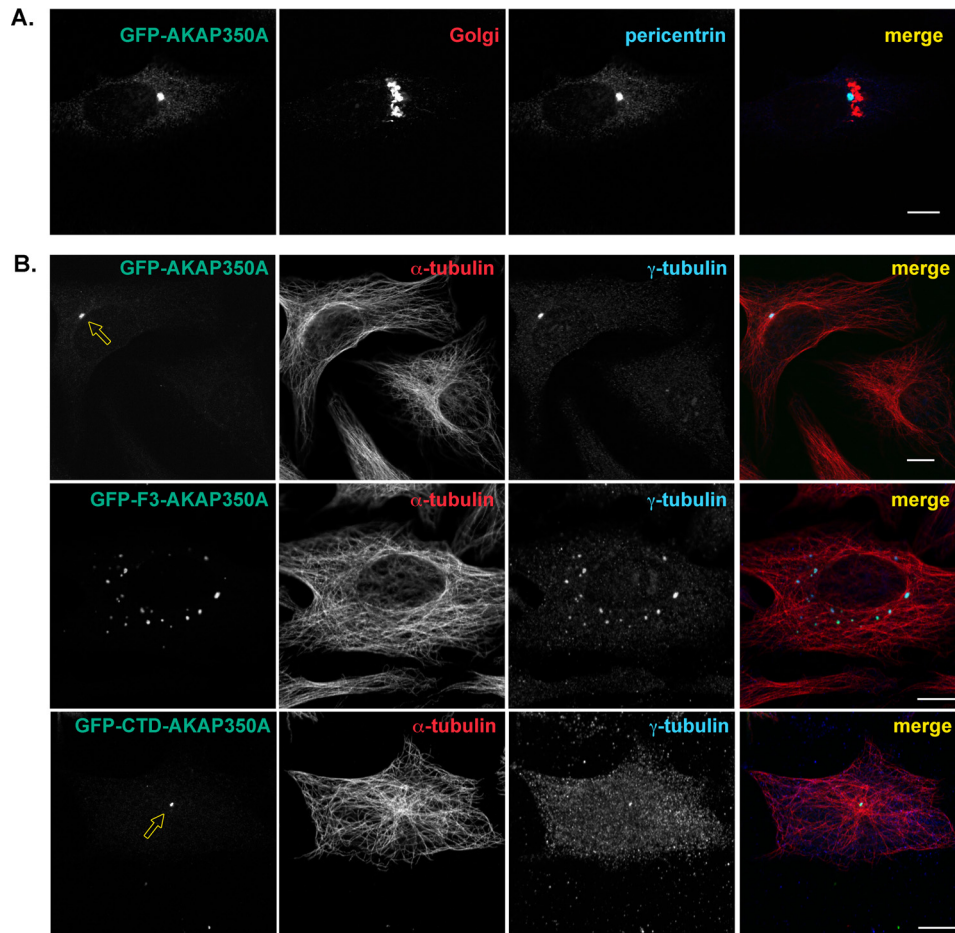 A.
GFP-AKAP350A Golgi pericentrin merge
B.
GFP-AKAP350A α-tubulin γ-tubulin merge
GFP-F3-AKAP350A α-tubulin γ-tubulin merge
GFP-CTD-AKAP350A α-tubulin γ-tubulin merge